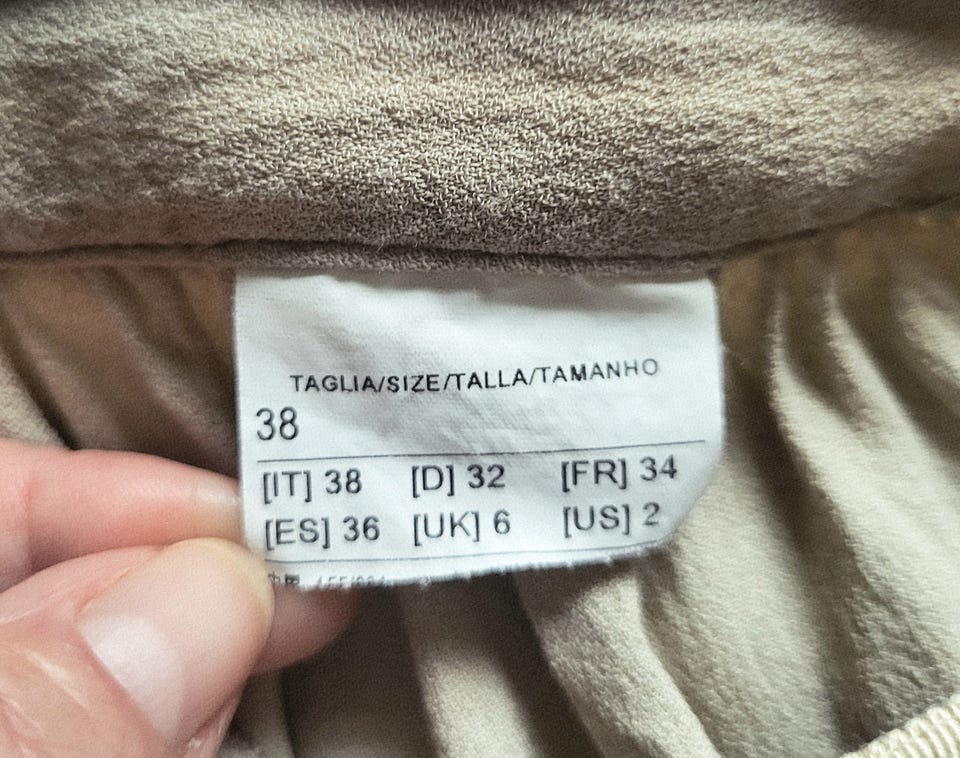 TAGLIA/SIZE/TALLA/TAMANHO
38
[IT] 38 [D] 32 [FR] 34
[ES] 36 [UK] 6 [US] 2